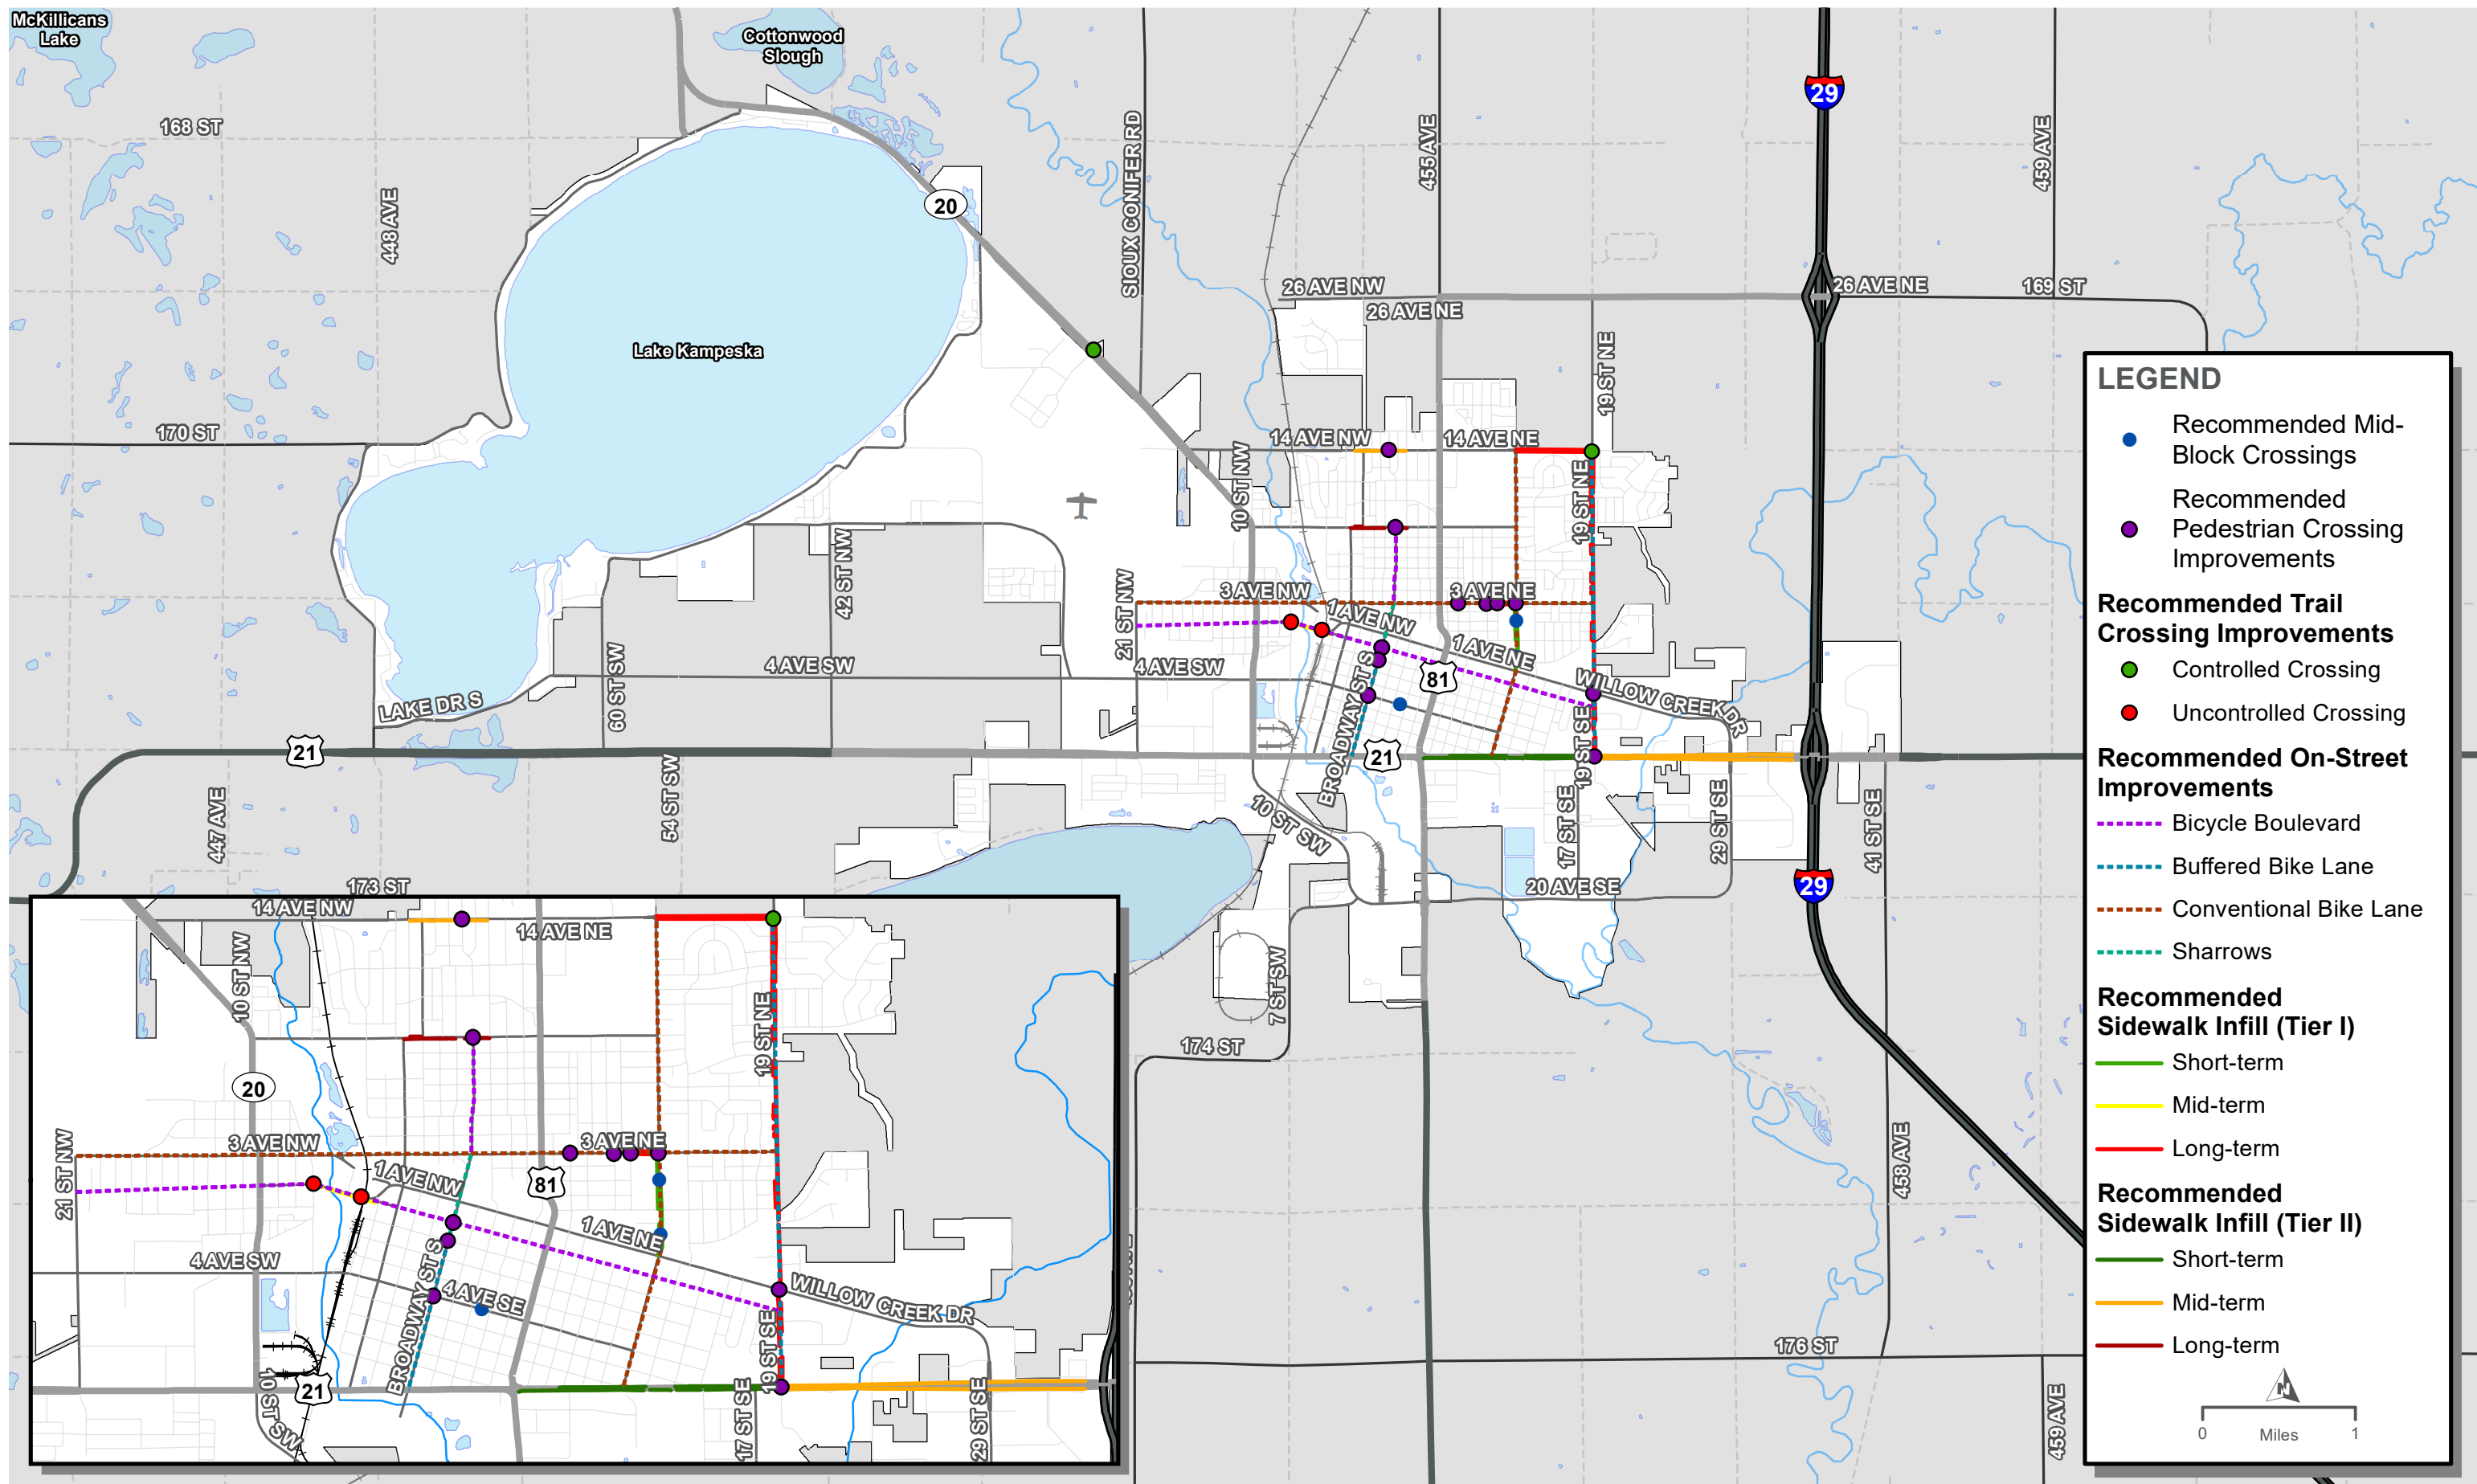 McKillicans
Lake
Cottonwood
Slough
29
168 ST
SIOUX CONIFER RD
455 AVE
459 AVE
448 AVE
20
26 AVE NW
26 AVE NE
169 ST
26 AVE NE
Lake Kampeska
19 ST NE
170 ST
14 AVE NW
14 AVE NE
10 ST NW
19 ST NE
42 ST NW
21 ST NW
3 AVE NW
3 AVE NE
1 AVE NW
1 AVE NE
4 AVE SW
4 AVE SW
81
WILLOW CREEK DR
60 ST SW
LAKE DR S
BROADWAY ST S
19 ST SE
21
21
54 ST SW
447 AVE
10 ST SW
17 ST SE
29 ST SE
41 ST SE
20 AVE SE
29
173 ST
7 ST SW
174 ST
458 AVE
176 ST
459 AVE
14 AVE NW
14 AVE NE
10 ST NW
19 ST NE
20
3 AVE NW
3 AVE NE
21 ST NW
1 AVE NW
81
1 AVE NE
4 AVE SW
4 AVE SE
BROADWAY ST S
WILLOW CREEK DR
19 ST SE
21
10 ST SW
17 ST SE
29 ST SE
LEGEND
Recommended Mid-
Block Crossings
Recommended
Pedestrian Crossing
Improvements
Recommended Trail
Crossing Improvements
Controlled Crossing
Uncontrolled Crossing
Recommended On-Street
Improvements
Bicycle Boulevard
Buffered Bike Lane
Conventional Bike Lane
Sharrows
Recommended
Sidewalk Infill (Tier I)
Short-term
Mid-term
Long-term
Recommended
Sidewalk Infill (Tier II)
Short-term
Mid-term
Long-term
N
0 Miles 1